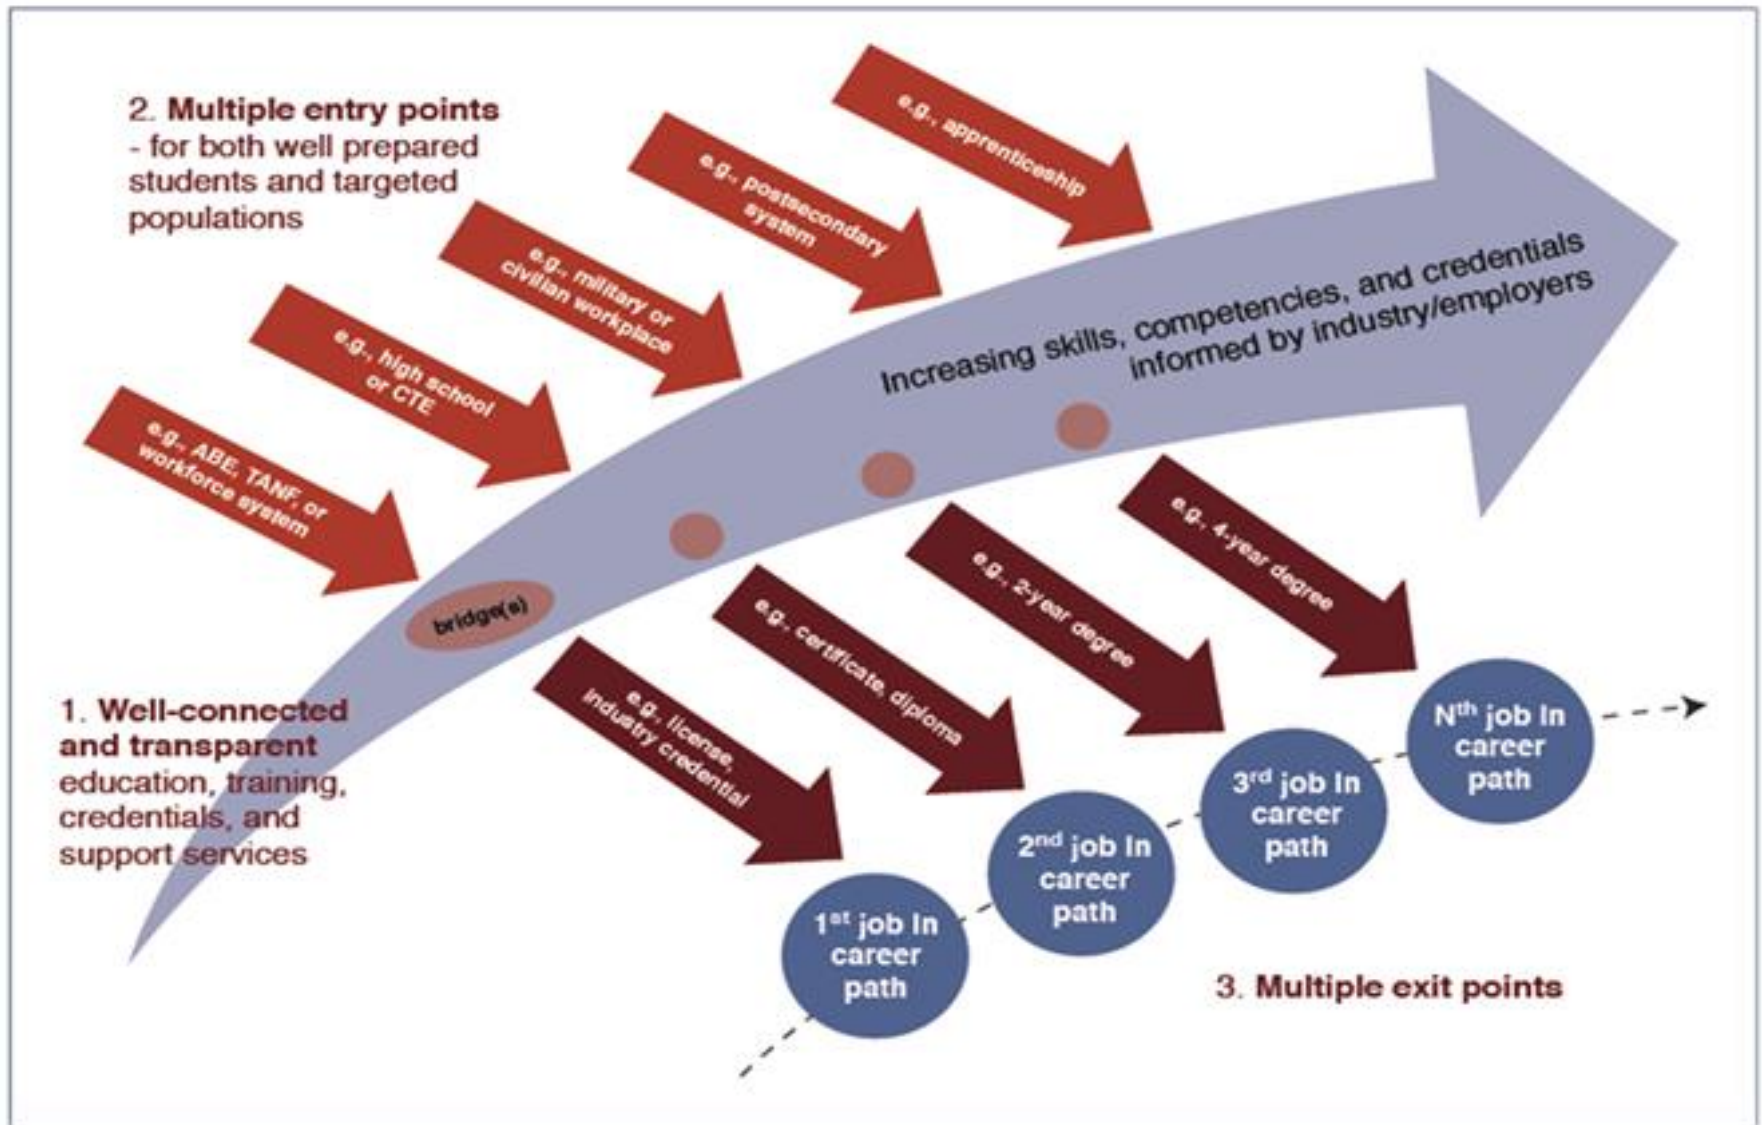 2. Multiple entry points
- for both well prepared
students and targeted
populations
e.g., apprenticeship
e.g., postsecondary
system
e.g., military or
civilian workplace
e.g., high school
or CTE
e.g., ABE, TANF, or
workforce system
Increasing skills, competencies, and credentials
informed by industry/employers
bridge(s)
1. Well-connected
and transparent
education, training,
credentials, and
support services
e.g., license,
industry credential
e.g., certificate, diploma
e.g., 2-year degree
e.g., 4-year degree
1st job in
career
path
2nd job in
career
path
3rd job in
career
path
Nth job in
career
path
3. Multiple exit points